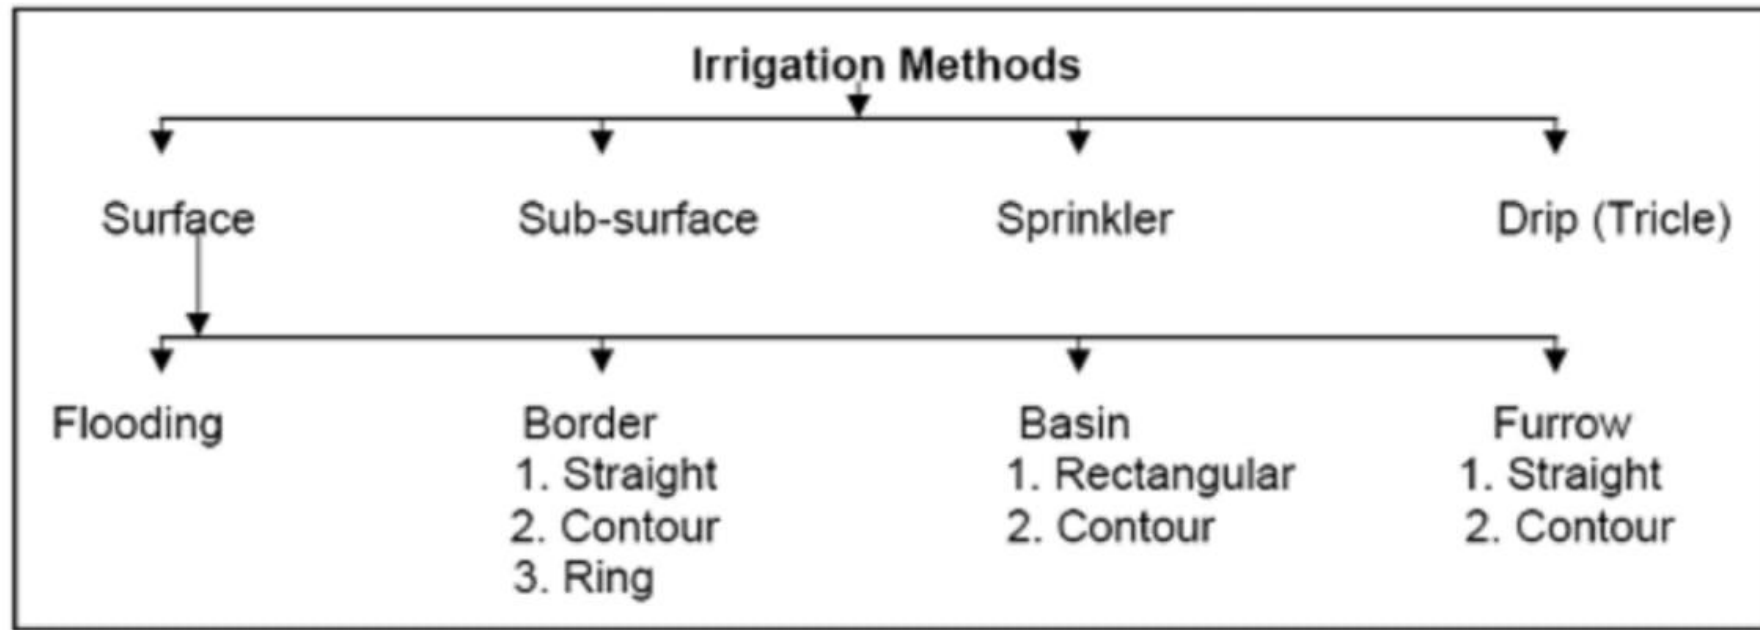 Irrigation Methods
Surface Sub-surface Sprinkler Drip (Tricle)
Flooding Border Basin Furrow
1. Straight 1. Rectangular 1. Straight
2. Contour 2. Contour 2. Contour
3. Ring